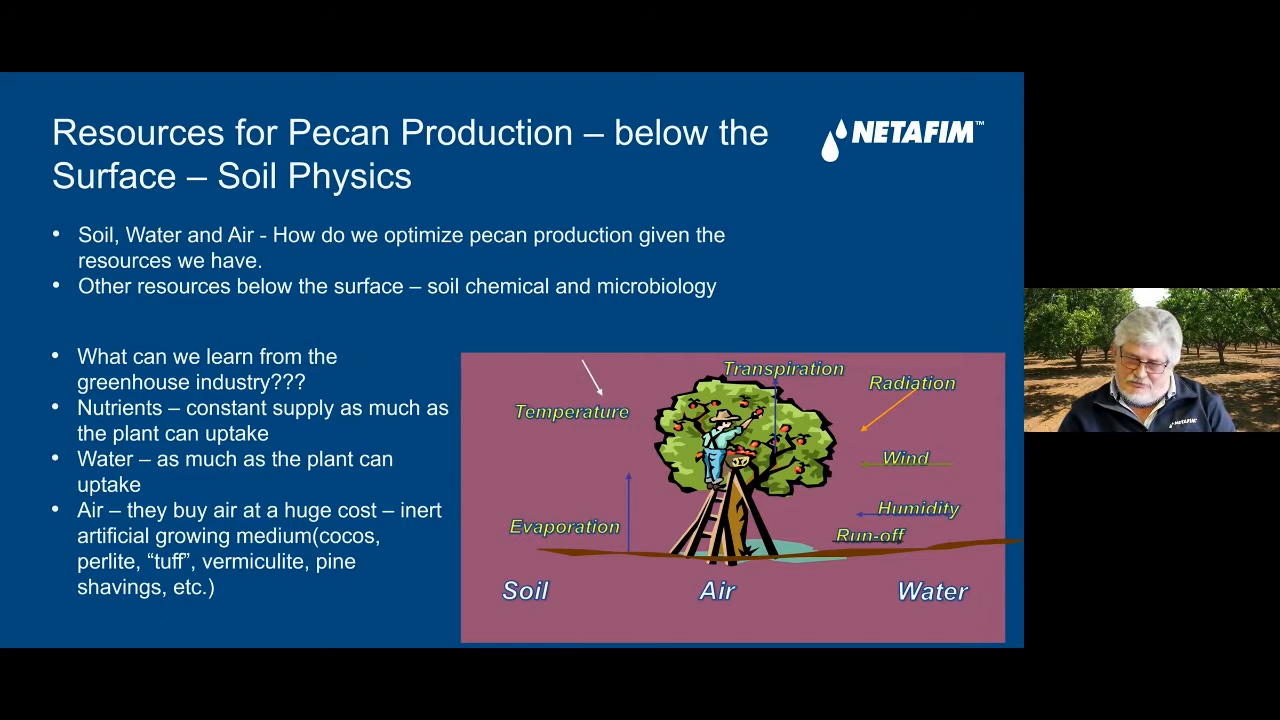 Resources for Pecan Production – below the
Surface – Soil Physics
NETAFIM™
• Soil, Water and Air - How do we optimize pecan production given the
resources we have.
• Other resources below the surface – soil chemical and microbiology
• What can we learn from the
greenhouse industry???
• Nutrients – constant supply as much as
the plant can uptake
• Water – as much as the plant can
uptake
• Air – they buy air at a huge cost – inert
artificial growing medium(cocos,
perlite, “tuff”, vermiculite, pine
shavings, etc.)
Transpiration
Radiation
Temperature
Wind
Humidity
Evaporation
Run-off
Soil
Air
Water
NETAFIM